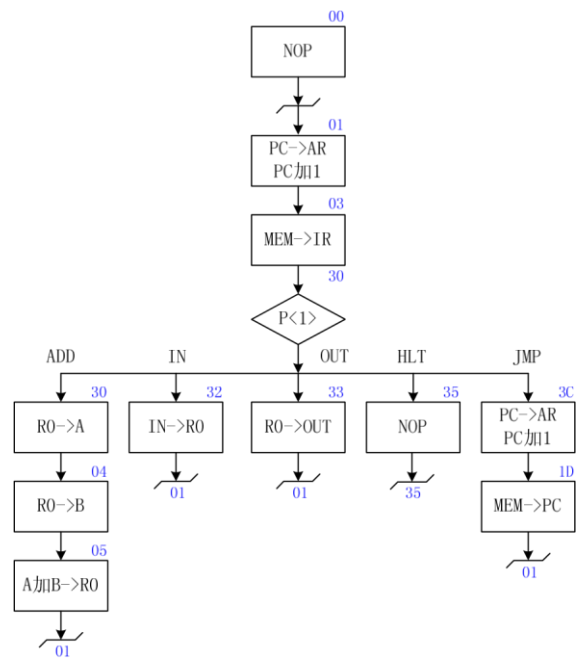 00
NOP
01
PC->AR
PC加1
03
MEM->IR
30
P<1>
ADD
IN
OUT
HLT
JMP
30
32
33
35
3C
R0->A
IN->R0
R0->OUT
NOP
PC->AR
PC加1
04
01
01
35
1D
R0->B
MEM->PC
05
01
A加B->R0
01